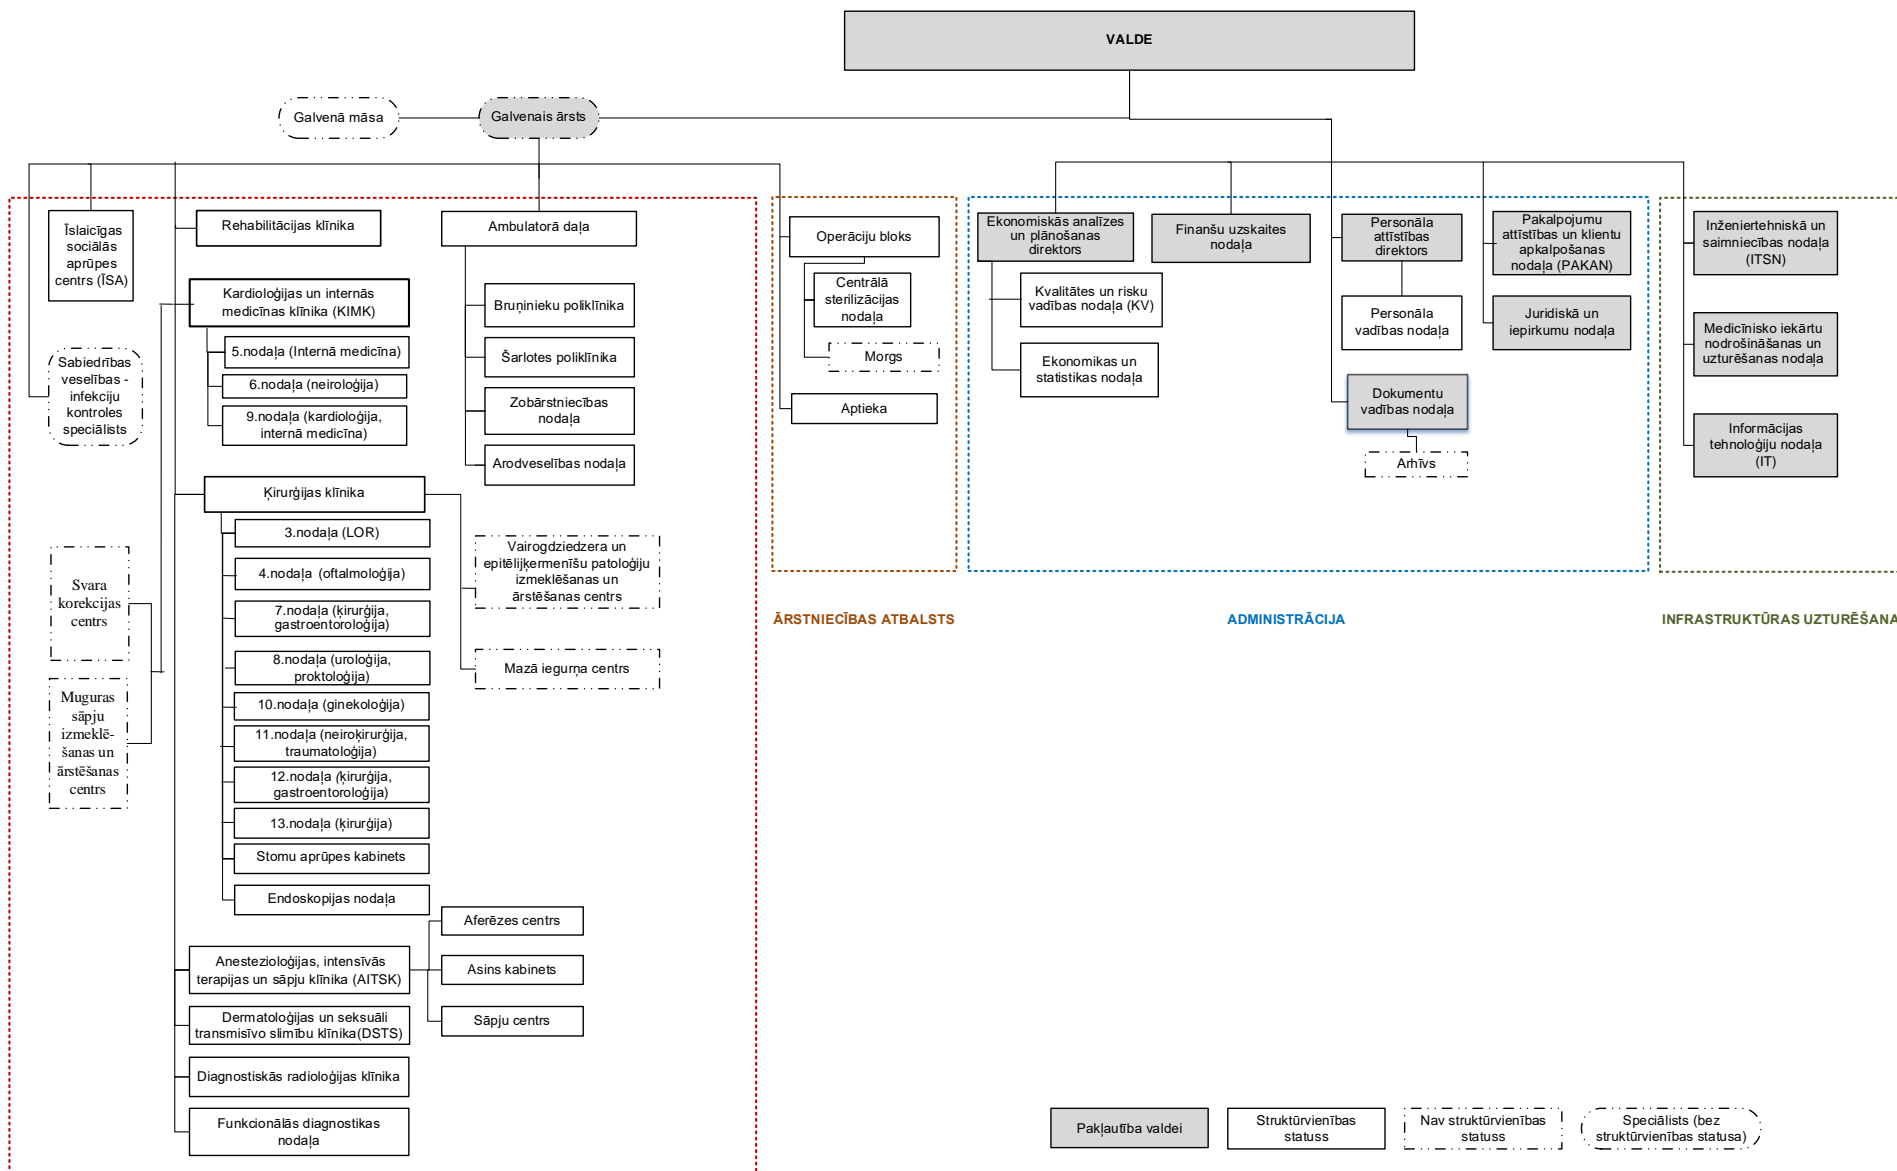 VALDE
Galvenā māsa
Galvenais ārsts
Īslaicīgas
sociālās
aprūpes
centrs (ĪSA)
Sabiedrības
veselības -
infekciju
kontroles
speciālists
Svara
korekcijas
centrs
Muguras
sāpju
izmeklē-
šanas un
ārstēšanas
centrs
Rehabilitācijas klīnika
Kardioloģijas un internās
medicīnas klīnika (KIMK)
5.nodaļa (Internā medicīna)
6.nodaļa (neiroloģija)
9.nodaļa (kardioloģija,
internā medicīna)
Ķirurģijas klīnika
3.nodaļa (LOR)
4.nodaļa (oftalmoloģija)
7.nodaļa (ķirurģija,
gastroentoroloģija)
8.nodaļa (uroloģija,
proktoloģija)
10.nodaļa (ginekoloģija)
11.nodaļa (neiroķirurģija,
traumatoloģija)
12.nodaļa (ķirurģija,
gastroentoroloģija)
13.nodaļa (ķirurģija)
Stomu aprūpes kabinets
Endoskopijas nodaļa
Anestezioloģijas, intensīvās
terapijas un sāpju klīnika (AITSK)
Dermatoloģijas un seksuāli
transmisīvo slimību klīnika(DSTS)
Diagnostiskās radioloģijas klīnika
Funkcionālās diagnostikas
nodaļa
Ambulatorā daļa
Bruņinieku poliklīnika
Šarlotes poliklīnika
Zobārstniecības
nodaļa
Arodveselības nodaļa
Vairogdziedzera un
epitēlijķermenīšu patoloģiju
izmeklēšanas un
ārstēšanas centrs
Mazā iegurņa centrs
Aferēzes centrs
Asins kabinets
Sāpju centrs
Operāciju bloks
Centrālā
sterilizācijas
nodaļa
Morgs
Aptieka
ĀRSTNIECĪBAS ATBALSTS
Ekonomiskās analīzes
un plānošanas
direktors
Kvalitātes un risku
vadības nodaļa (KV)
Ekonomikas un
statistikas nodaļa
Finanšu uzskaites
nodaļa
Personāla
attīstības
direktors
Personāla
vadības nodaļa
Dokumentu
vadības nodaļa
Arhīvs
Pakalpojumu
attīstības un klientu
apkalpošanas
nodaļa (PAKAN)
Juridiskā un
iepirkumu nodaļa
ADMINISTRĀCIJA
Inženiertehniskā un
saimniecības nodaļa
(ITSN)
Medicīnisko iekārtu
nodrošināšanas un
uzturēšanas nodaļa
Informācijas
tehnoloģiju nodaļa
(IT)
INFRASTRUKTŪRAS UZTURĒŠANA
Pakļautība valdei
Struktūrvienības
statuss
Nav struktūrvienības
statuss
Speciālists (bez
struktūrvienības statusa)